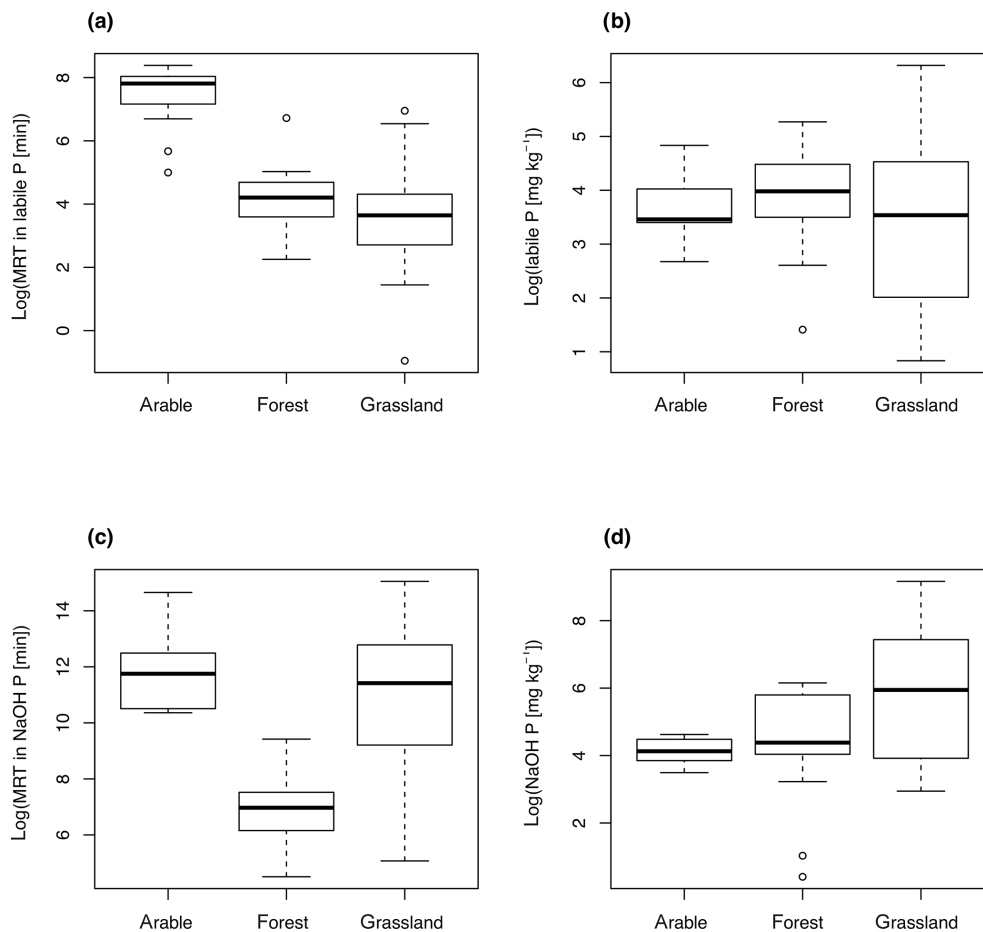 (a)
Log(MRT in labile P [min])
8
6
4
2
0
Arable Forest Grassland
(b)
Log(labile P [mg kg⁻¹])
6
5
4
3
2
1
Arable Forest Grassland
(c)
Log(MRT in NaOH P [min])
14
12
10
8
6
Arable Forest Grassland
(d)
Log(NaOH P [mg kg⁻¹])
8
6
4
2
Arable Forest Grassland